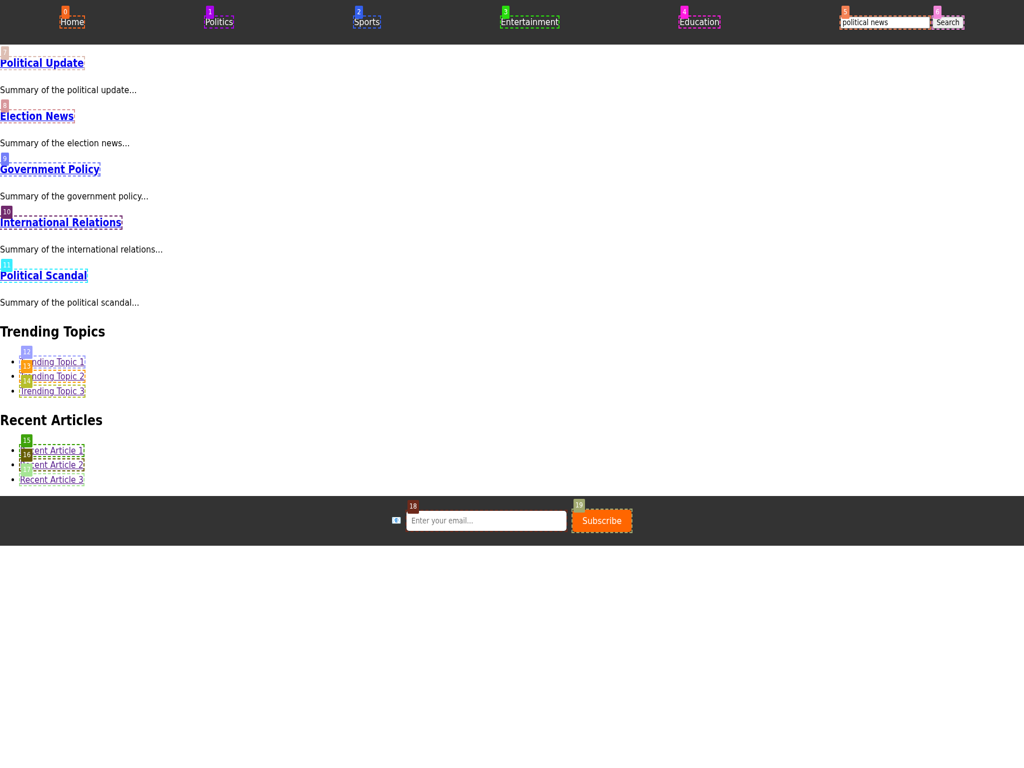 Home Politics Sports Entertainment Education political news Search
0 1 2 3 4 5 6
7
Political Update
Summary of the political update...
8
Election News
Summary of the election news...
9
Government Policy
Summary of the government policy...
10
International Relations
Summary of the international relations...
11
Political Scandal
Summary of the political scandal...
Trending Topics
12
Trending Topic 1
13
Trending Topic 2
14
Trending Topic 3
Recent Articles
15
Recent Article 1
16
Recent Article 2
17
Recent Article 3
18 19
Enter your email... Subscribe